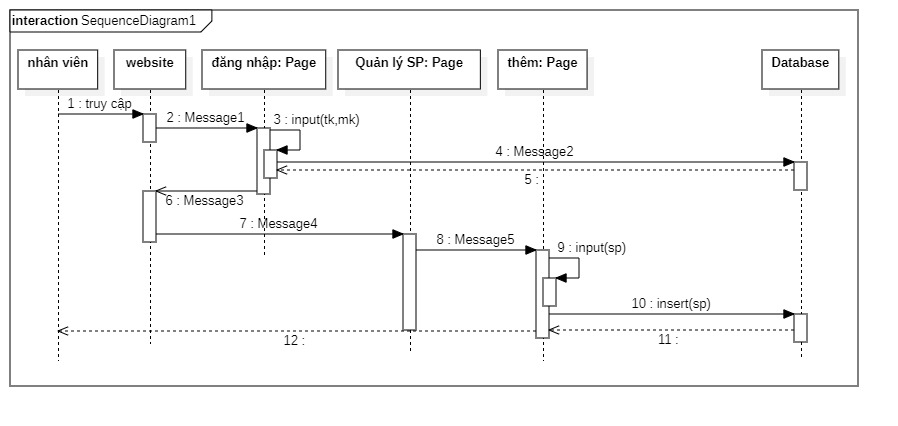 interaction SequenceDiagram1
nhân viên
website
đăng nhập: Page
Quản lý SP: Page
thêm: Page
Database
1 : truy cập
2 : Message1
3 : input(tk,mk)
4 : Message2
5 :
6 : Message3
7 : Message4
8 : Message5
9 : input(sp)
10 : insert(sp)
11 :
12 :